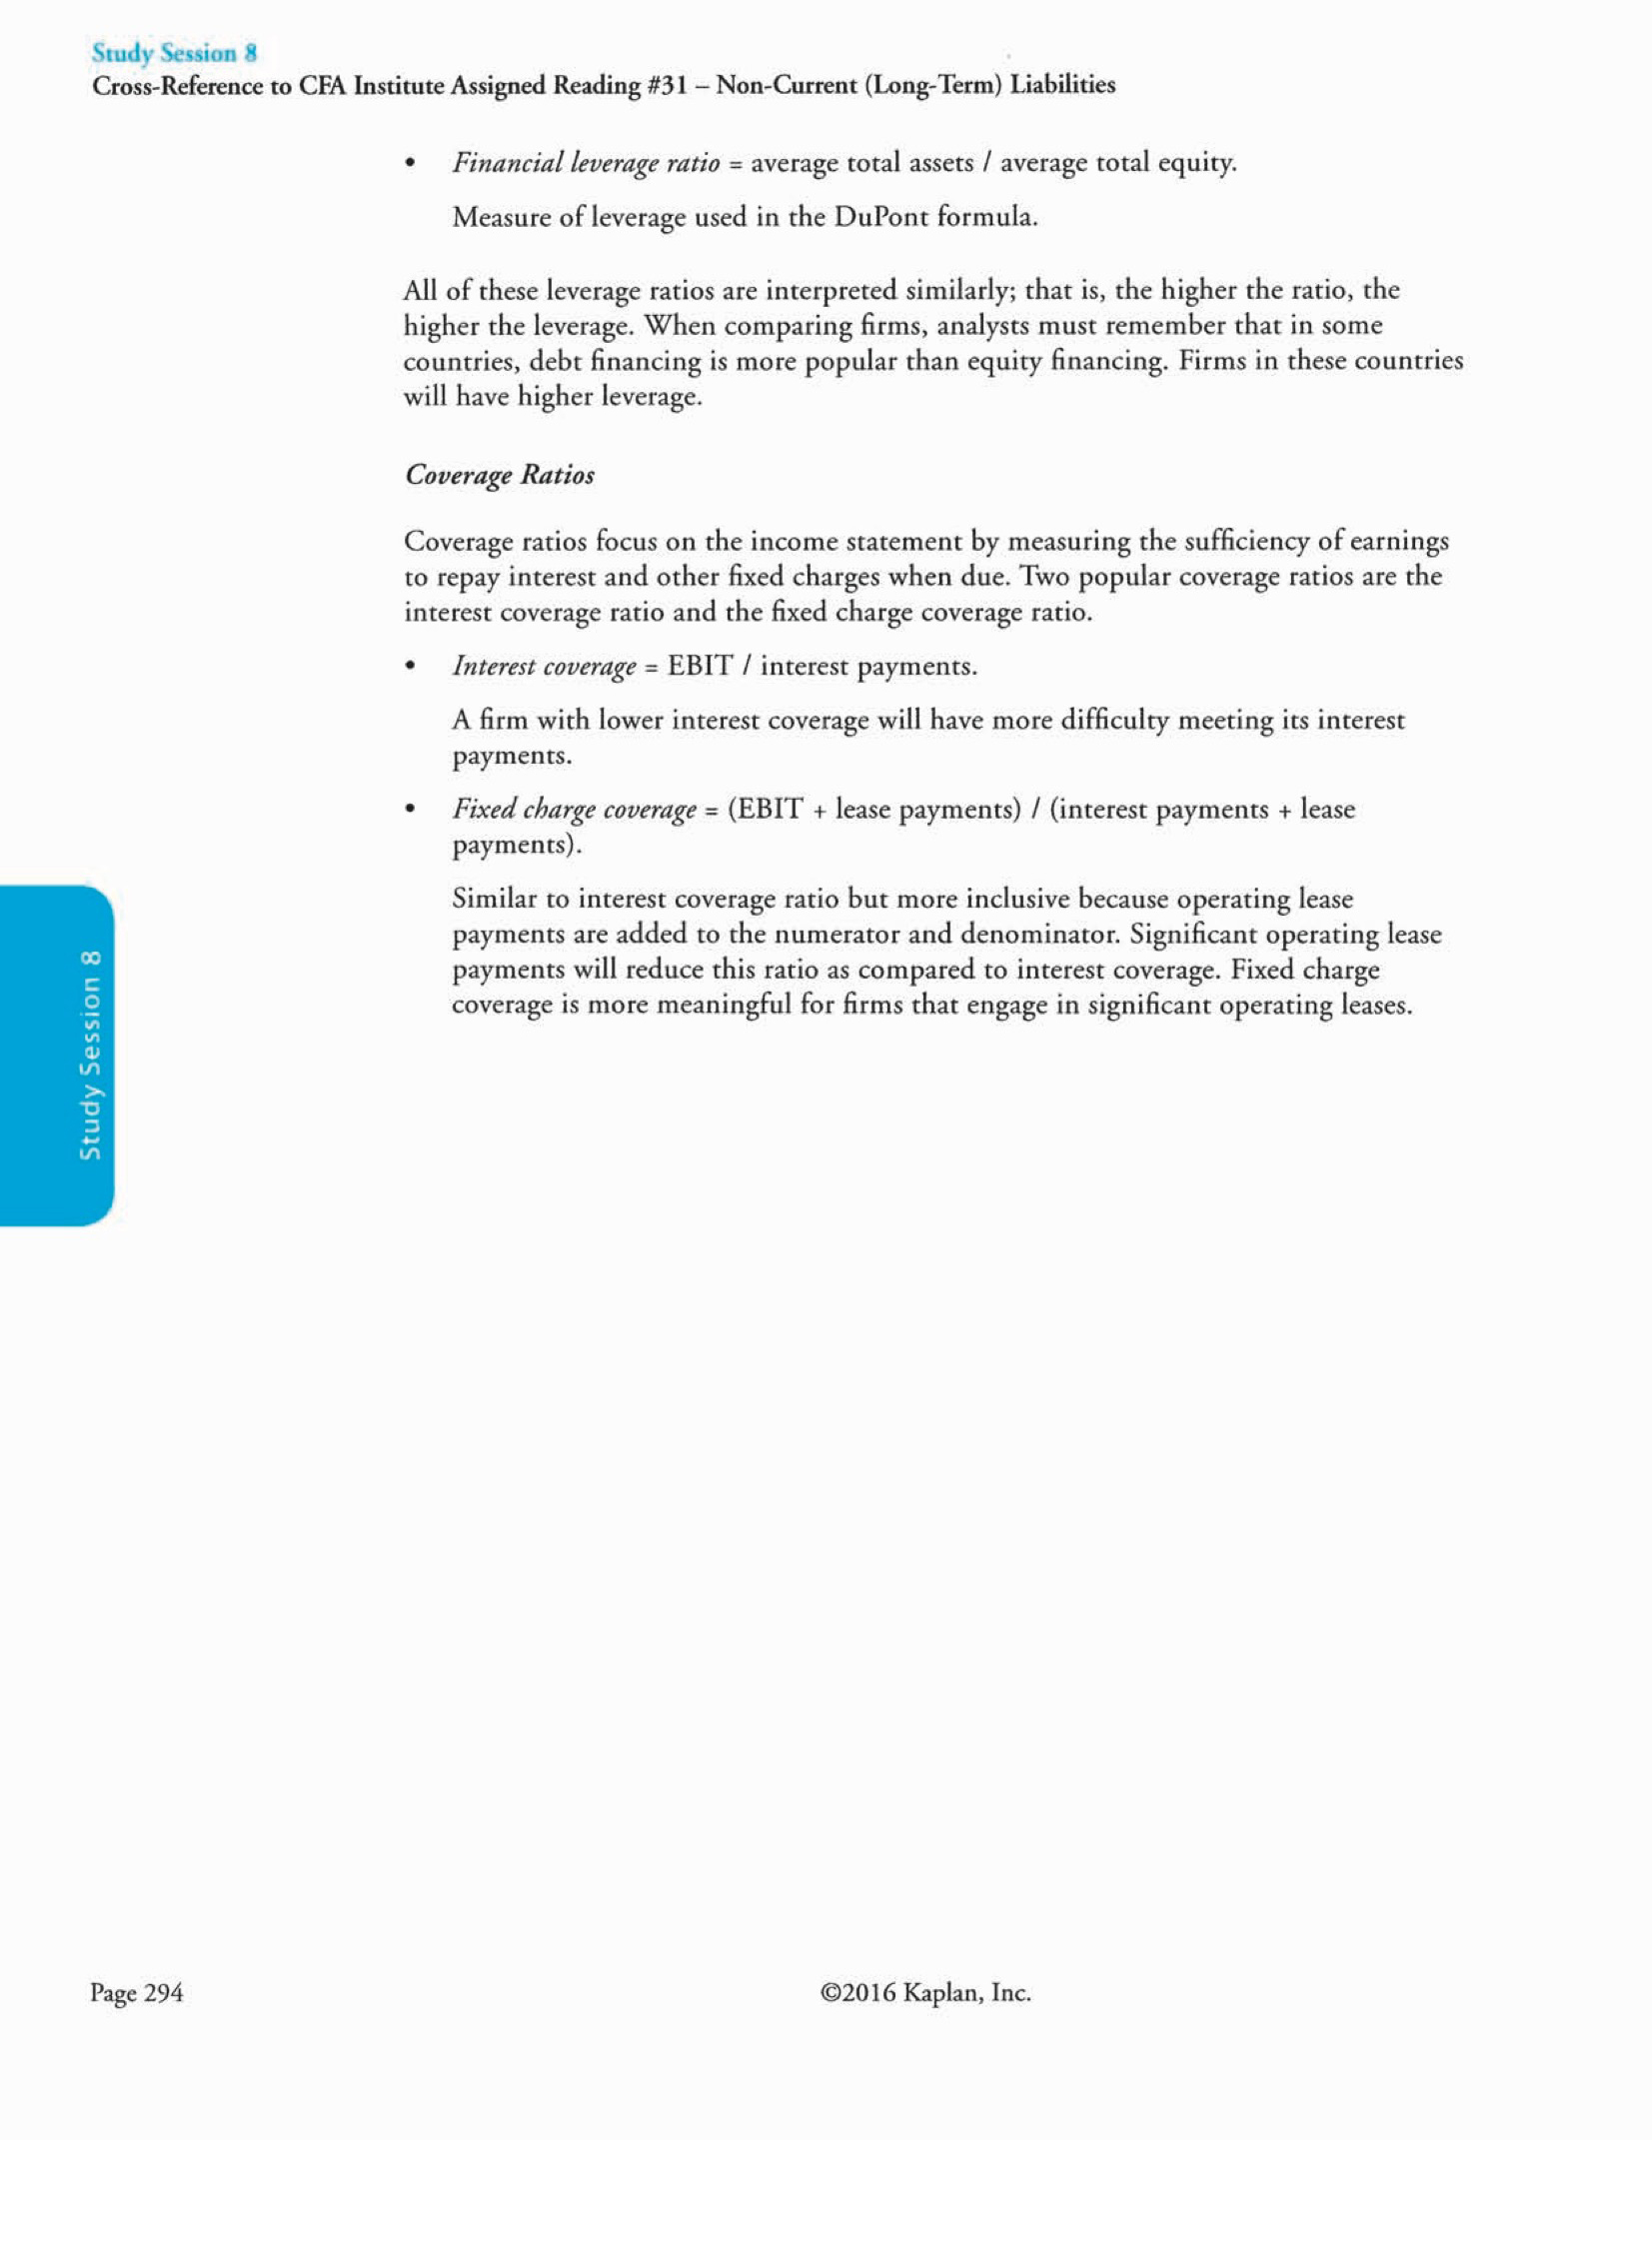 Study Session 8
Cross-Reference to CFA Institute Assigned Reading #31 – Non-Current (Long-Term) Liabilities
• Financial leverage ratio = average total assets / average total equity.
Measure of leverage used in the DuPont formula.
All of these leverage ratios are interpreted similarly; that is, the higher the ratio, the
higher the leverage. When comparing firms, analysts must remember that in some
countries, debt financing is more popular than equity financing. Firms in these countries
will have higher leverage.
Coverage Ratios
Coverage ratios focus on the income statement by measuring the sufficiency of earnings
to repay interest and other fixed charges when due. Two popular coverage ratios are the
interest coverage ratio and the fixed charge coverage ratio.
• Interest coverage = EBIT / interest payments.
A firm with lower interest coverage will have more difficulty meeting its interest
payments.
• Fixed charge coverage = (EBIT + lease payments) / (interest payments + lease
payments).
Similar to interest coverage ratio but more inclusive because operating lease
payments are added to the numerator and denominator. Significant operating lease
payments will reduce this ratio as compared to interest coverage. Fixed charge
coverage is more meaningful for firms that engage in significant operating leases.
Study Session 8
Page 294
©2016 Kaplan, Inc.